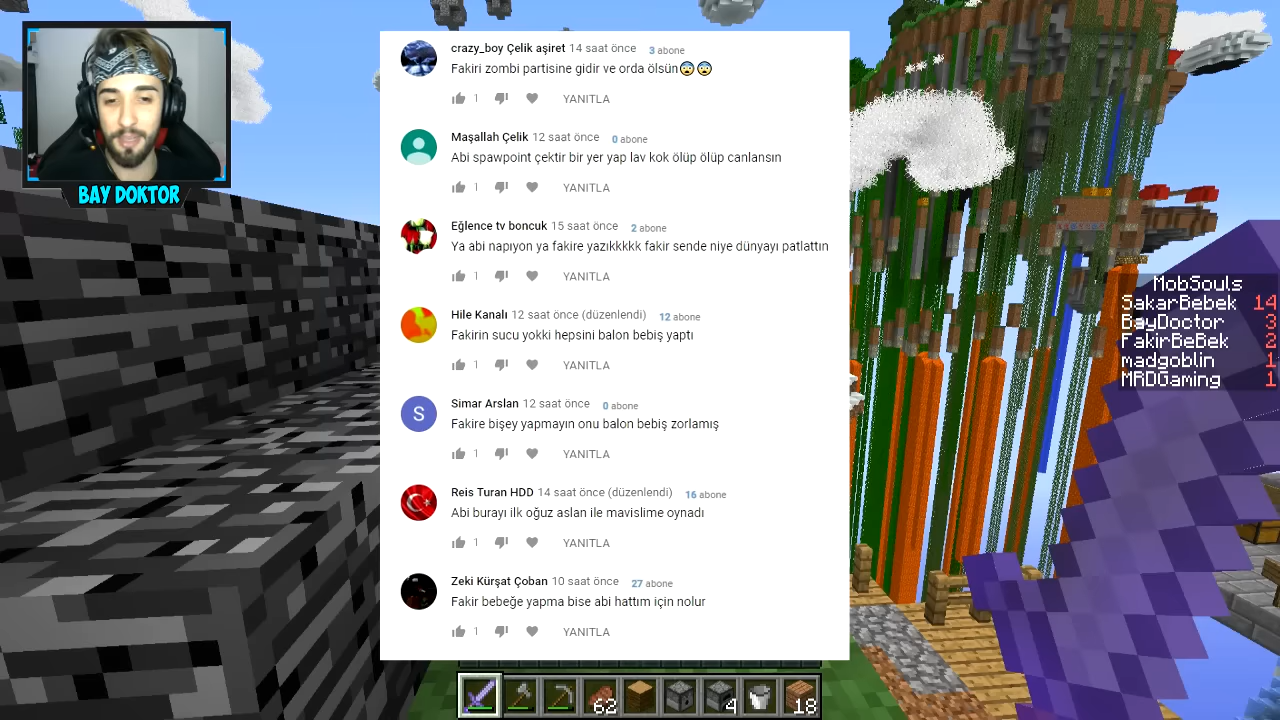 BAY DOKTOR
crazy_boy Çelik aşiret 14 saat önce 3 abone
Fakiri zombi partisine gidir ve orda ölsün😨😨
1 YANITLA
Maşallah Çelik 12 saat önce 0 abone
Abi spawpoint çektir bir yer yap lav kok ölüp ölüp canlansın
1 YANITLA
Eğlence tv boncuk 15 saat önce 2 abone
Ya abi napıyon ya fakire yazıkkkkk fakir sende niye dünyayı patlattın
1 YANITLA
Hile Kanalı 12 saat önce (düzenlendi) 12 abone
Fakirin sucu yokki hepsini balon bebiş yaptı
1 YANITLA
S
Simar Arslan 12 saat önce 0 abone
Fakire bişey yapmayın onu balon bebiş zorlamış
1 YANITLA
Reis Turan HDD 14 saat önce (düzenlendi) 16 abone
Abi burayı ilk oğuz aslan ile mavislime oynadı
1 YANITLA
Zeki Kürşat Çoban 10 saat önce 27 abone
Fakir bebeğe yapma bise abi hattım için nolur
1 YANITLA
MobSouls
SakarBebek 14
BayDoctor 3
FakirBeBek 2
madgoblin 1
MRDGaming 1
62 4 18